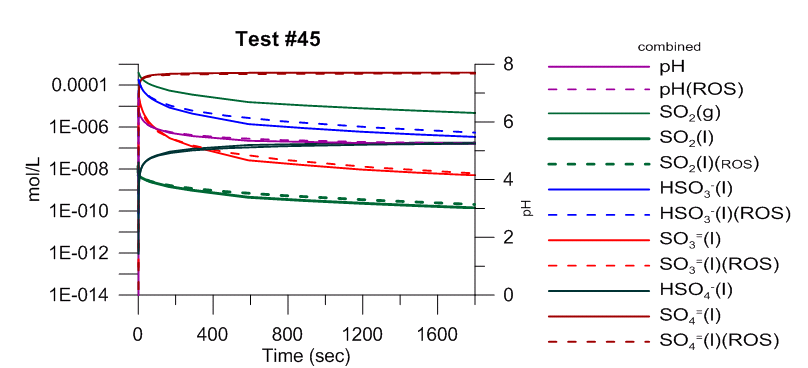 Test #45
combined
pH
pH(ROS)
SO₂(g)
SO₂(l)
SO₂(l)(ROS)
HSO₃⁻(l)
HSO₃⁻(l)(ROS)
SO₃⁼(l)
SO₃⁼(l)(ROS)
HSO₄⁻(l)
SO₄⁼(l)
SO₄⁼(l)(ROS)
mol/L
0.0001
1E-006
1E-008
1E-010
1E-012
1E-014
8
6
4
2
0
pH
0 400 800 1200 1600
Time (sec)